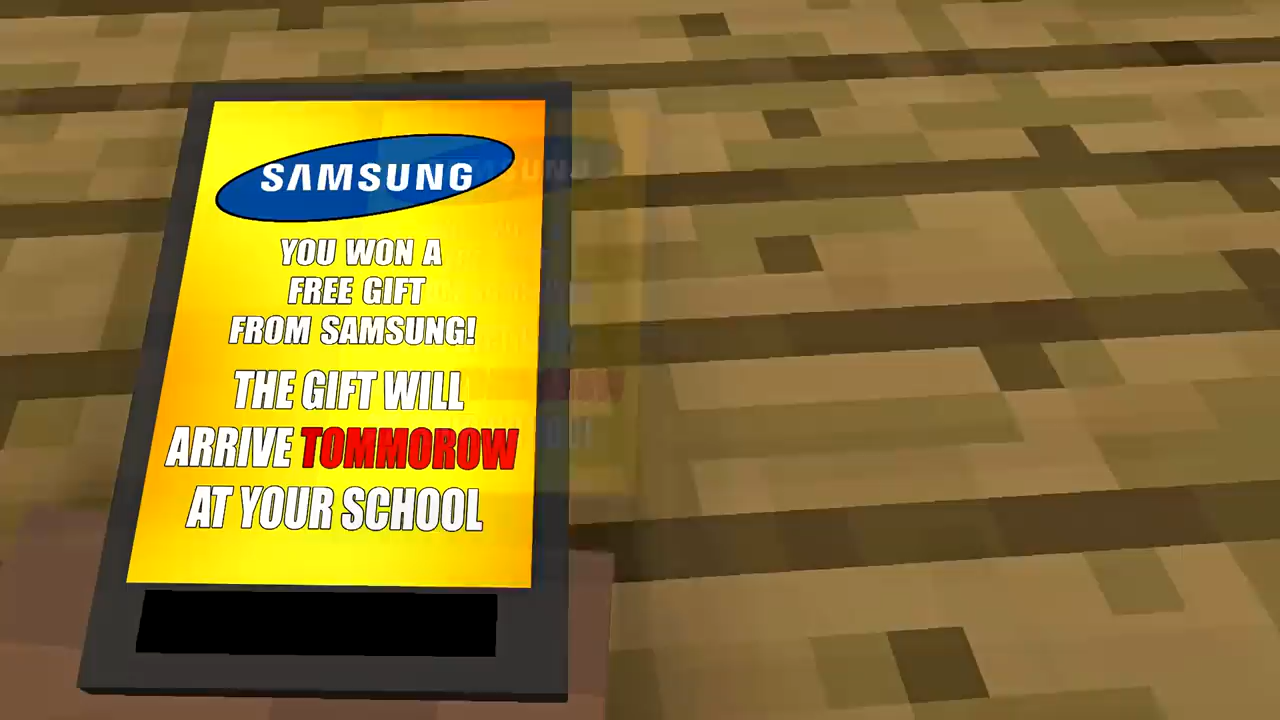 SAMSUNG
YOU WON A
FREE GIFT
FROM SAMSUNG!
THE GIFT WILL
ARRIVE TOMMOROW
AT YOUR SCHOOL